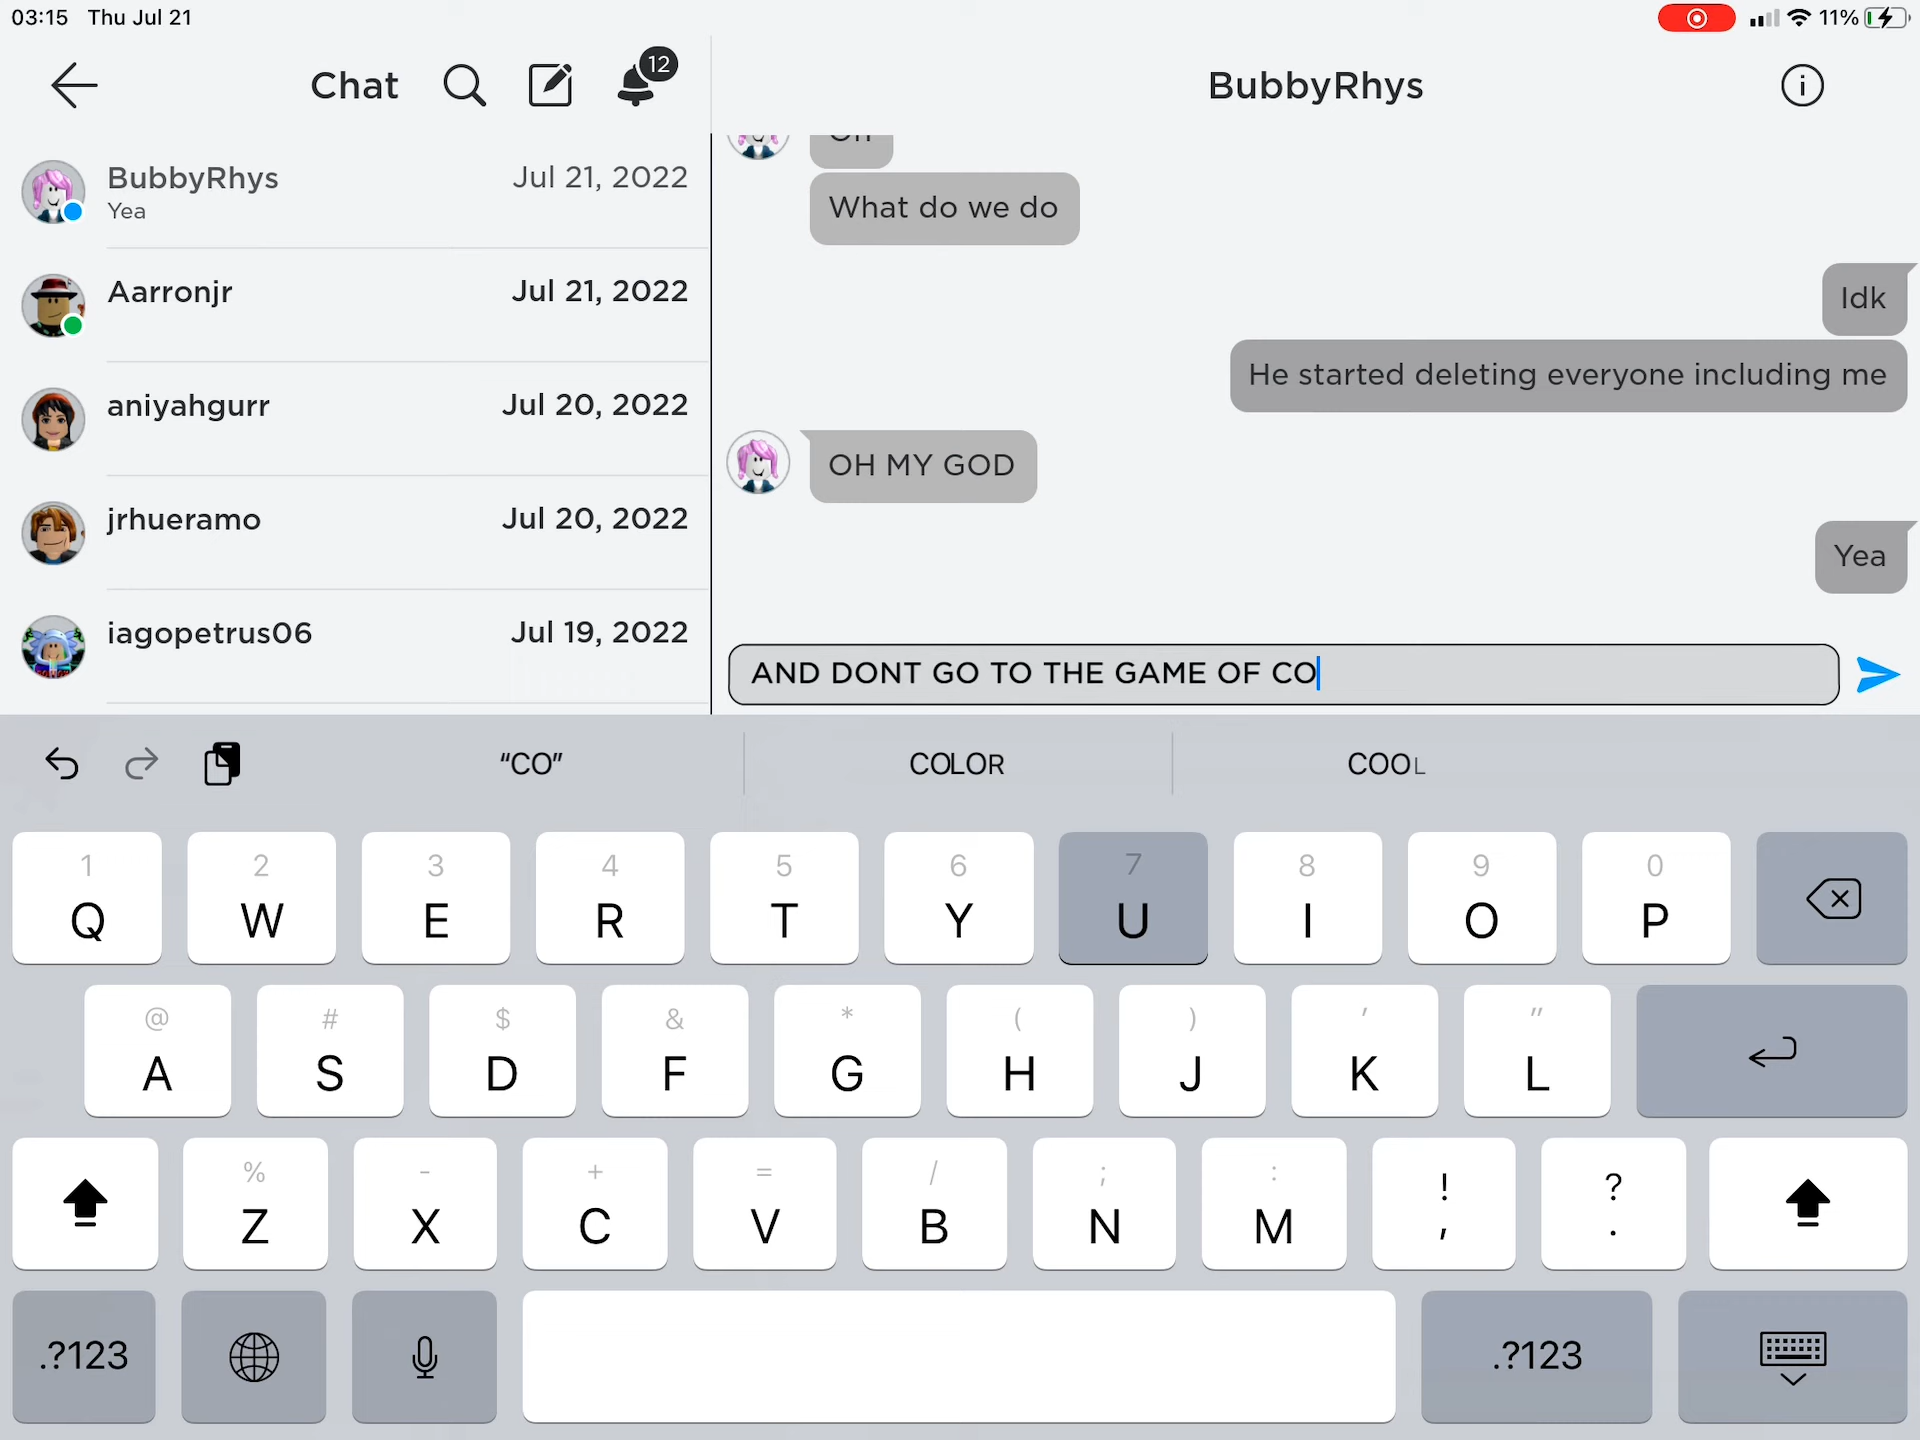 03:15 Thu Jul 21
11%
Chat
12
BubbyRhys
BubbyRhys Jul 21, 2022
Yea
Aarronjr Jul 21, 2022
aniyahgurr Jul 20, 2022
jrhueramo Jul 20, 2022
iagopetrus06 Jul 19, 2022
What do we do
Idk
He started deleting everyone including me
OH MY GOD
Yea
AND DONT GO TO THE GAME OF CO
“CO” COLOR COOL
1 2 3 4 5 6 7 8 9 0
Q W E R T Y U I O P
@ # $ & * ( ) ' "
A S D F G H J K L
% - + = / ; : ! ?
Z X C V B N M , .
.?123 .?123